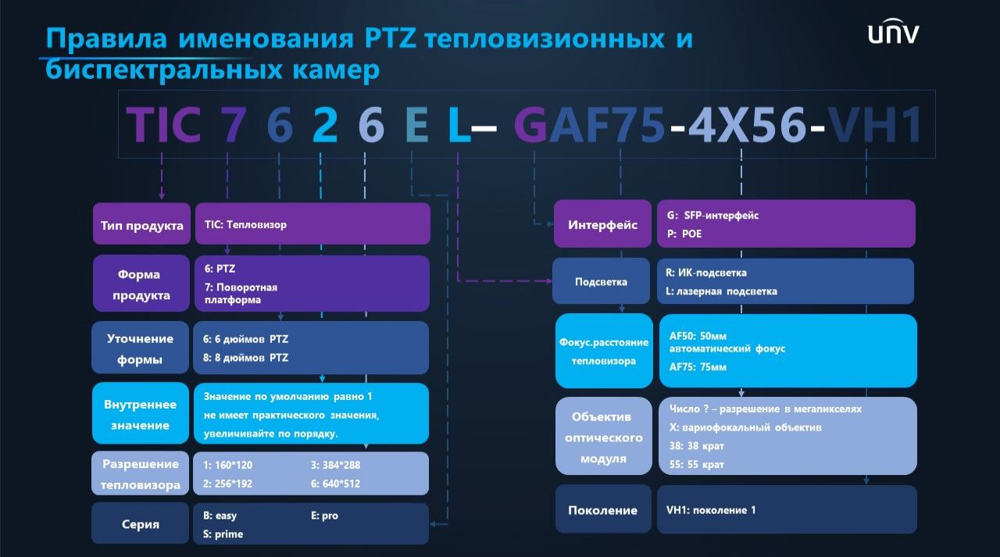 Правила именования PTZ тепловизионных и
биспектральных камер
unv
TIC 7 6 2 6 E L– GAF75-4X56-VH1
Тип продукта
TIC: Тепловизор
Форма
продукта
6: PTZ
7: Поворотная
платформа
Уточнение
формы
6: 6 дюймов PTZ
8: 8 дюймов PTZ
Внутреннее
значение
Значение по умолчанию равно 1
не имеет практического значения,
увеличивайте по порядку.
Разрешение
тепловизора
1: 160*120
3: 384*288
2: 256*192
6: 640*512
Серия
B: easy
E: pro
S: prime
Интерфейс
G: SFP-интерфейс
P: POE
Подсветка
R: ИК-подсветка
L: лазерная подсветка
Фокус.расстояние
тепловизора
AF50: 50мм
автоматический фокус
AF75: 75мм
Объектив
оптического
модуля
Число ? – разрешение в мегапикселях
X: вариофокальный объектив
38: 38 крат
55: 55 крат
Поколение
VH1: поколение 1